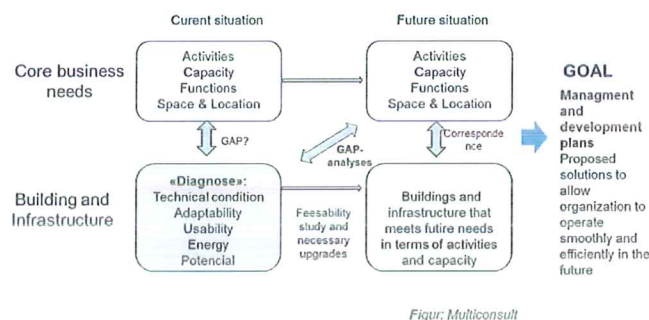 Curent situation
Future situation
Core business
needs
Activities
Capacity
Functions
Space & Location
Activities
Capacity
Functions
Space & Location
GAP?
GAP-
analyses
Corresponde
nce
Building and
Infrastructure
«Diagnose»:
Technical condition
Adaptability
Usability
Energy
Potencial
Feesability
study and
necessary
upgrades
Buildings and
infrastructure that
meets futire needs
in terms of activities
and capacity
GOAL
Managment
and
development
plans
Proposed
solutions to
allow
organization to
operate
smoothly and
efficiently in the
future
Figur: Multiconsult